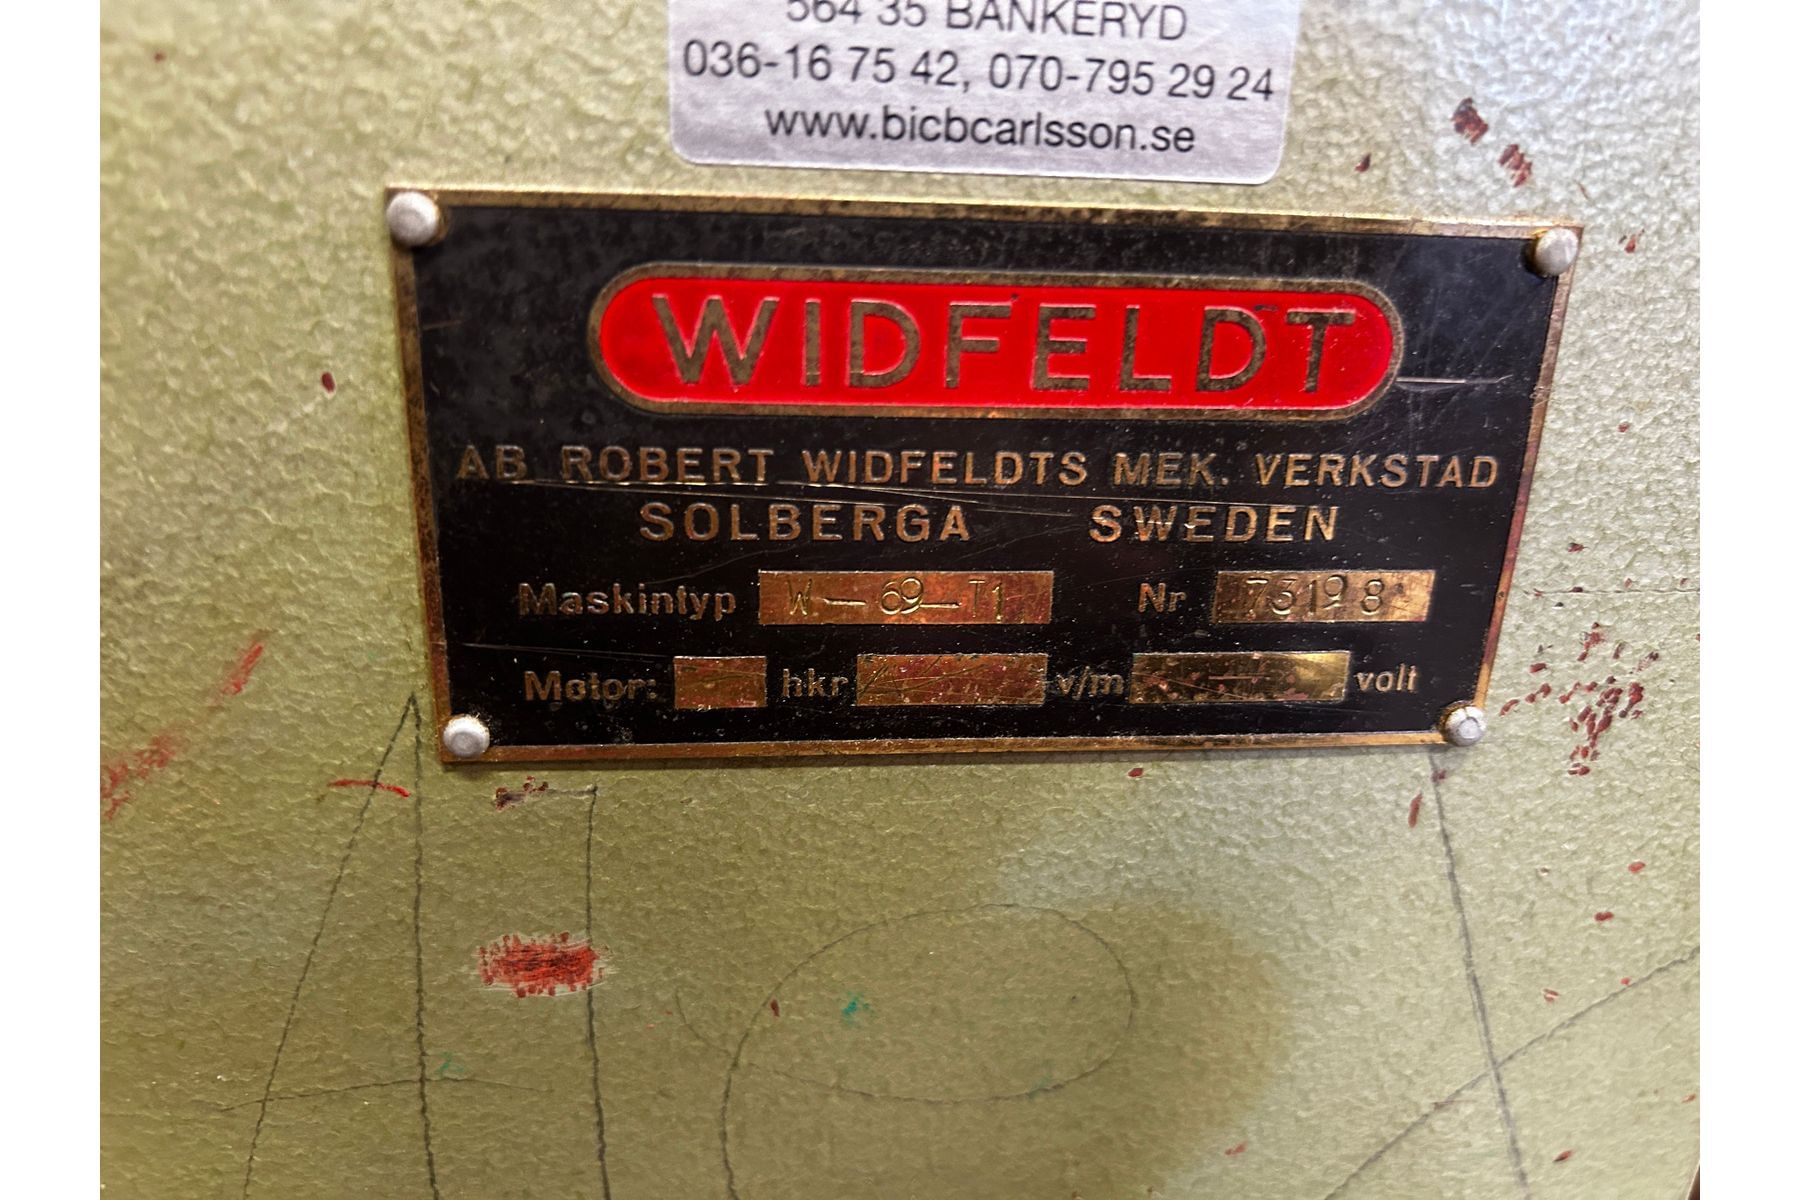 564 35 BANKERYD
036-16 75 42, 070-795 29 24
www.bicbcarlsson.se
WIDFELDT
AB ROBERT WIDFELDTS MEK. VERKSTAD
SOLBERGA SWEDEN
Maskintyp W — 69 — T1 Nr 73198
Motor: - hkr v/m — volt